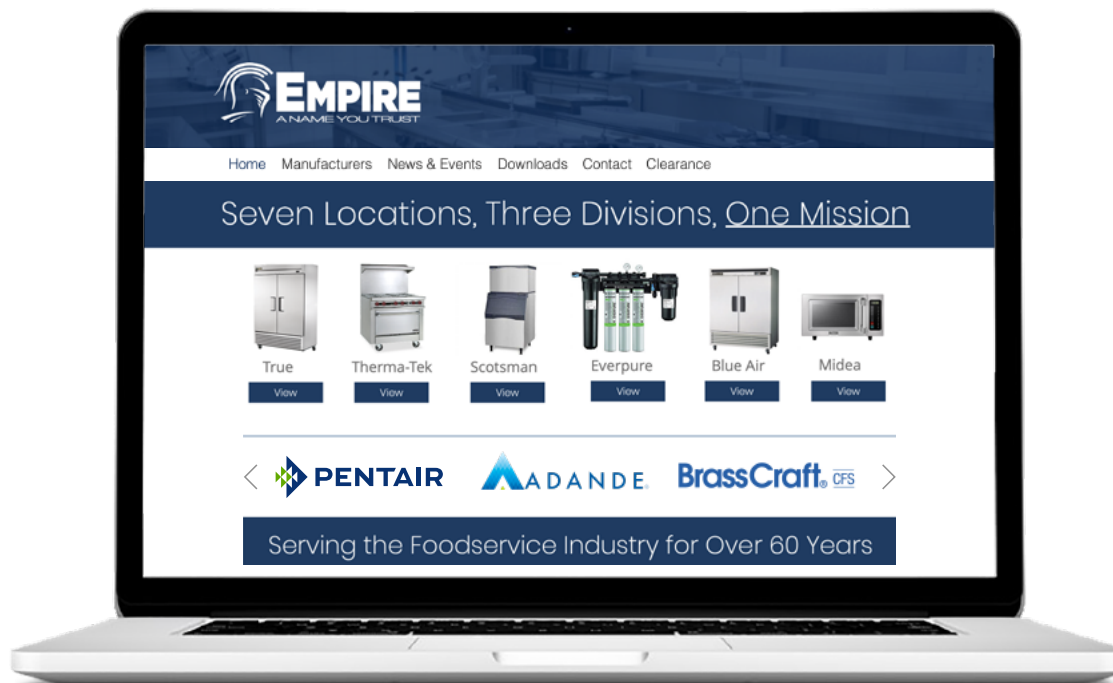 EMPIRE
A NAME YOU TRUST
Home Manufacturers News & Events Downloads Contact Clearance
Seven Locations, Three Divisions, One Mission
True Therma-Tek Scotsman Everpure Blue Air Midea
View View View View View View
PENTAIR ADANDE® BrassCraft® CFS
Serving the Foodservice Industry for Over 60 Years